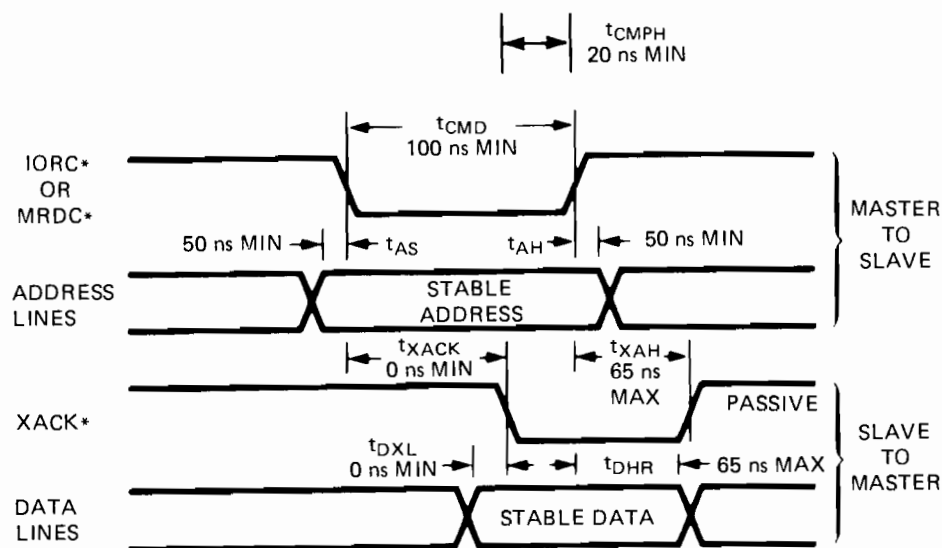 tCMPH
20 ns MIN
tCMD
100 ns MIN
IORC*
OR
MRDC*
50 ns MIN
tAS
tAH
50 ns MIN
MASTER
TO
SLAVE
ADDRESS
LINES
STABLE
ADDRESS
tXACK
0 ns MIN
tXAH
65 ns
MAX
XACK*
PASSIVE
tDXL
0 ns MIN
tDHR
65 ns MAX
SLAVE
TO
MASTER
DATA
LINES
STABLE DATA